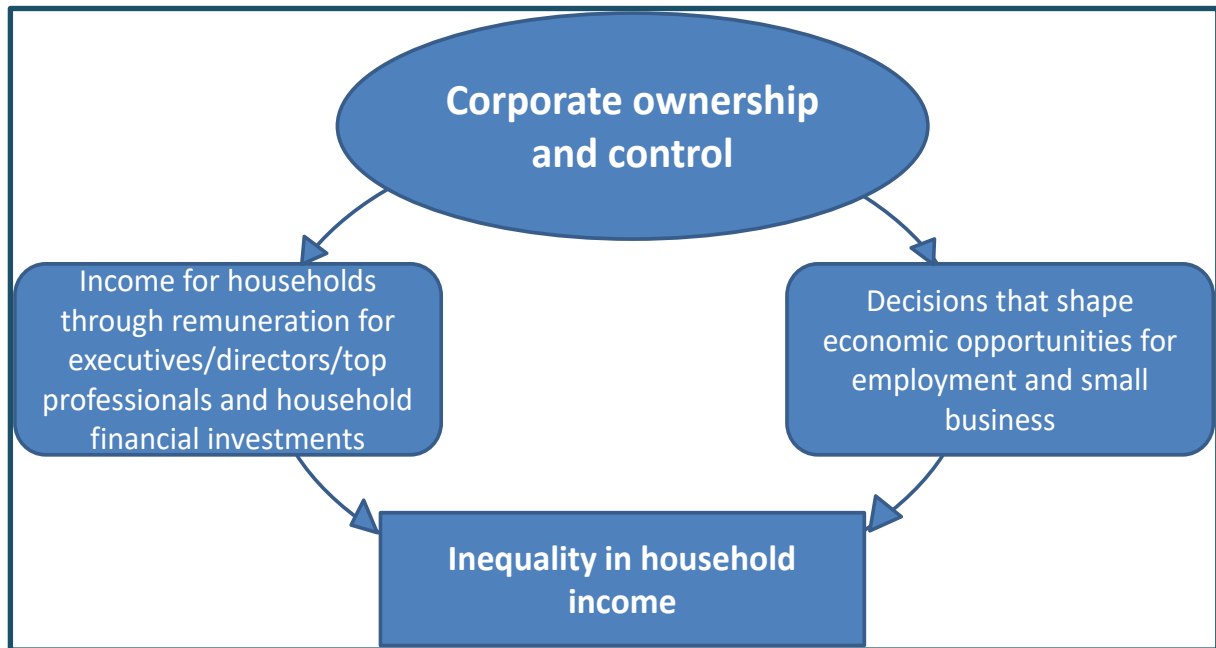 Corporate ownership
and control
Income for households
through remuneration for
executives/directors/top
professionals and household
financial investments
Decisions that shape
economic opportunities for
employment and small
business
Inequality in household
income